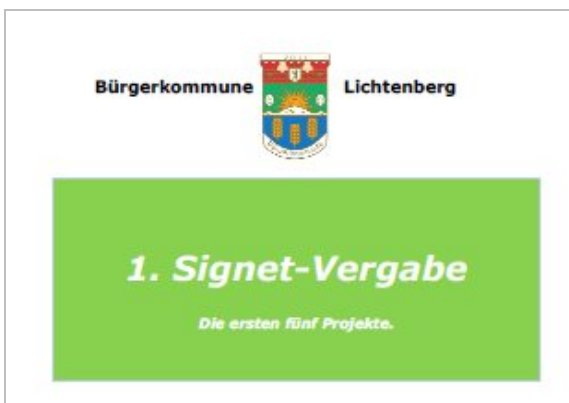 Bürgerkommune Lichtenberg
1. Signet-Vergabe
Die ersten fünf Projekte.